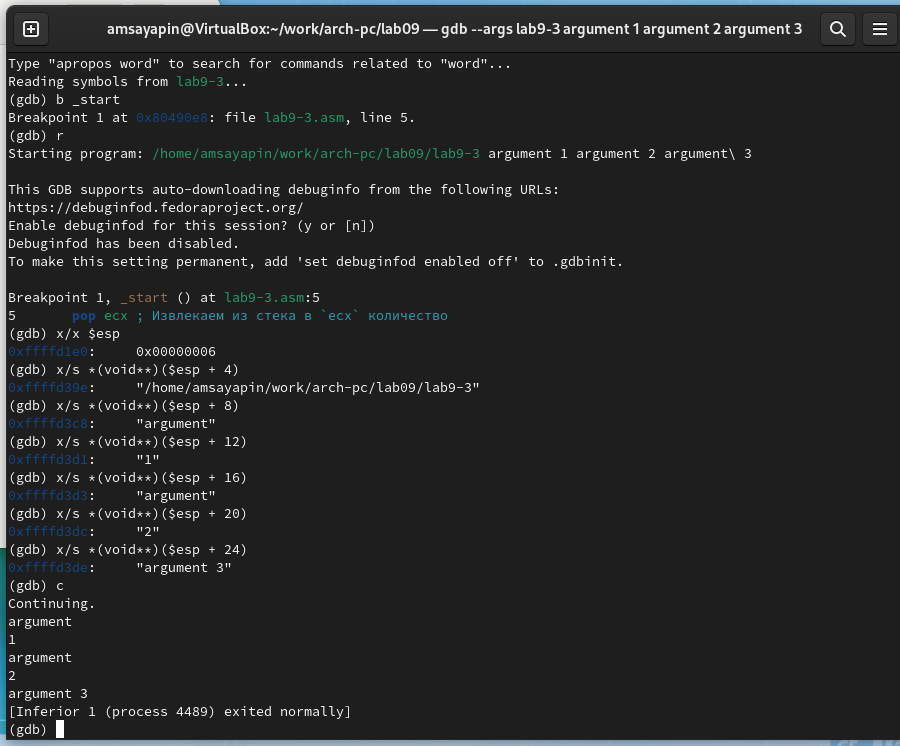 amsayapin@VirtualBox:~/work/arch-pc/lab09 — gdb --args lab9-3 argument 1 argument 2 argument 3
Type "apropos word" to search for commands related to "word"...
Reading symbols from lab9-3...
(gdb) b _start
Breakpoint 1 at 0x80490e8: file lab9-3.asm, line 5.
(gdb) r
Starting program: /home/amsayapin/work/arch-pc/lab09/lab9-3 argument 1 argument 2 argument\ 3
This GDB supports auto-downloading debuginfo from the following URLs:
https://debuginfod.fedoraproject.org/
Enable debuginfod for this session? (y or [n])
Debuginfod has been disabled.
To make this setting permanent, add 'set debuginfod enabled off' to .gdbinit.
Breakpoint 1, _start () at lab9-3.asm:5
5       pop ecx ; Извлекаем из стека в `ecx` количество
(gdb) x/x $esp
0xffffd1e0:     0x00000006
(gdb) x/s *(void**)($esp + 4)
0xffffd39e:     "/home/amsayapin/work/arch-pc/lab09/lab9-3"
(gdb) x/s *(void**)($esp + 8)
0xffffd3c8:     "argument"
(gdb) x/s *(void**)($esp + 12)
0xffffd3d1:     "1"
(gdb) x/s *(void**)($esp + 16)
0xffffd3d3:     "argument"
(gdb) x/s *(void**)($esp + 20)
0xffffd3dc:     "2"
(gdb) x/s *(void**)($esp + 24)
0xffffd3de:     "argument 3"
(gdb) c
Continuing.
argument
1
argument
2
argument 3
[Inferior 1 (process 4489) exited normally]
(gdb)